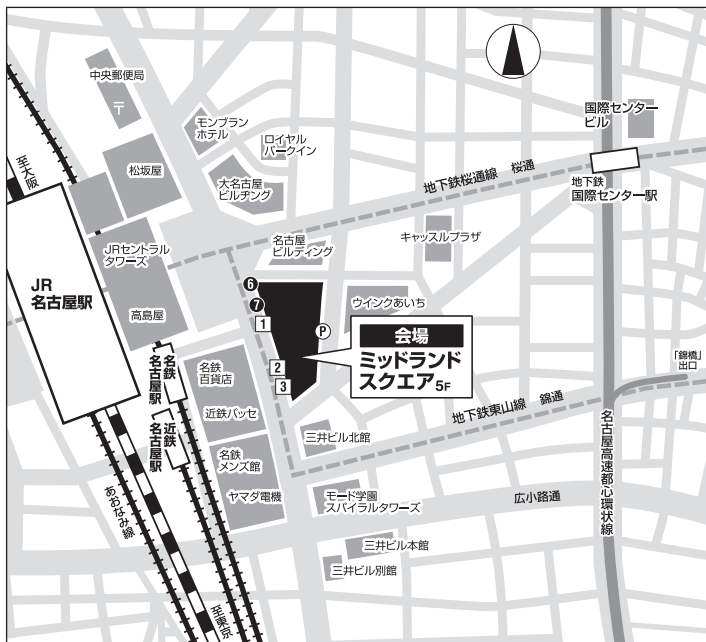 中央郵便局
〒
モンブラン
ホテル
ロイヤル
パークイン
国際センター
ビル
至大阪
松坂屋
大名古屋
ビルヂング
地下鉄桜通線 桜通
地下鉄
国際センター駅
JRセントラル
タワーズ
名古屋
ビルディング
キャッスルプラザ
JR
名古屋駅
高島屋
6
7
1
P
ウインクあいち
会場
ミッドランド
スクエア5F
2
3
名鉄
名古屋駅
名鉄
百貨店
近鉄パッセ
「錦橋」
出口
地下鉄東山線 錦通
近鉄
名古屋駅
三井ビル北館
名鉄
メンズ館
ヤマダ電機
モード学園
スパイラルタワーズ
広小路通
名古屋高速都心環状線
あおなみ線
三井ビル本館
三井ビル別館
至東京